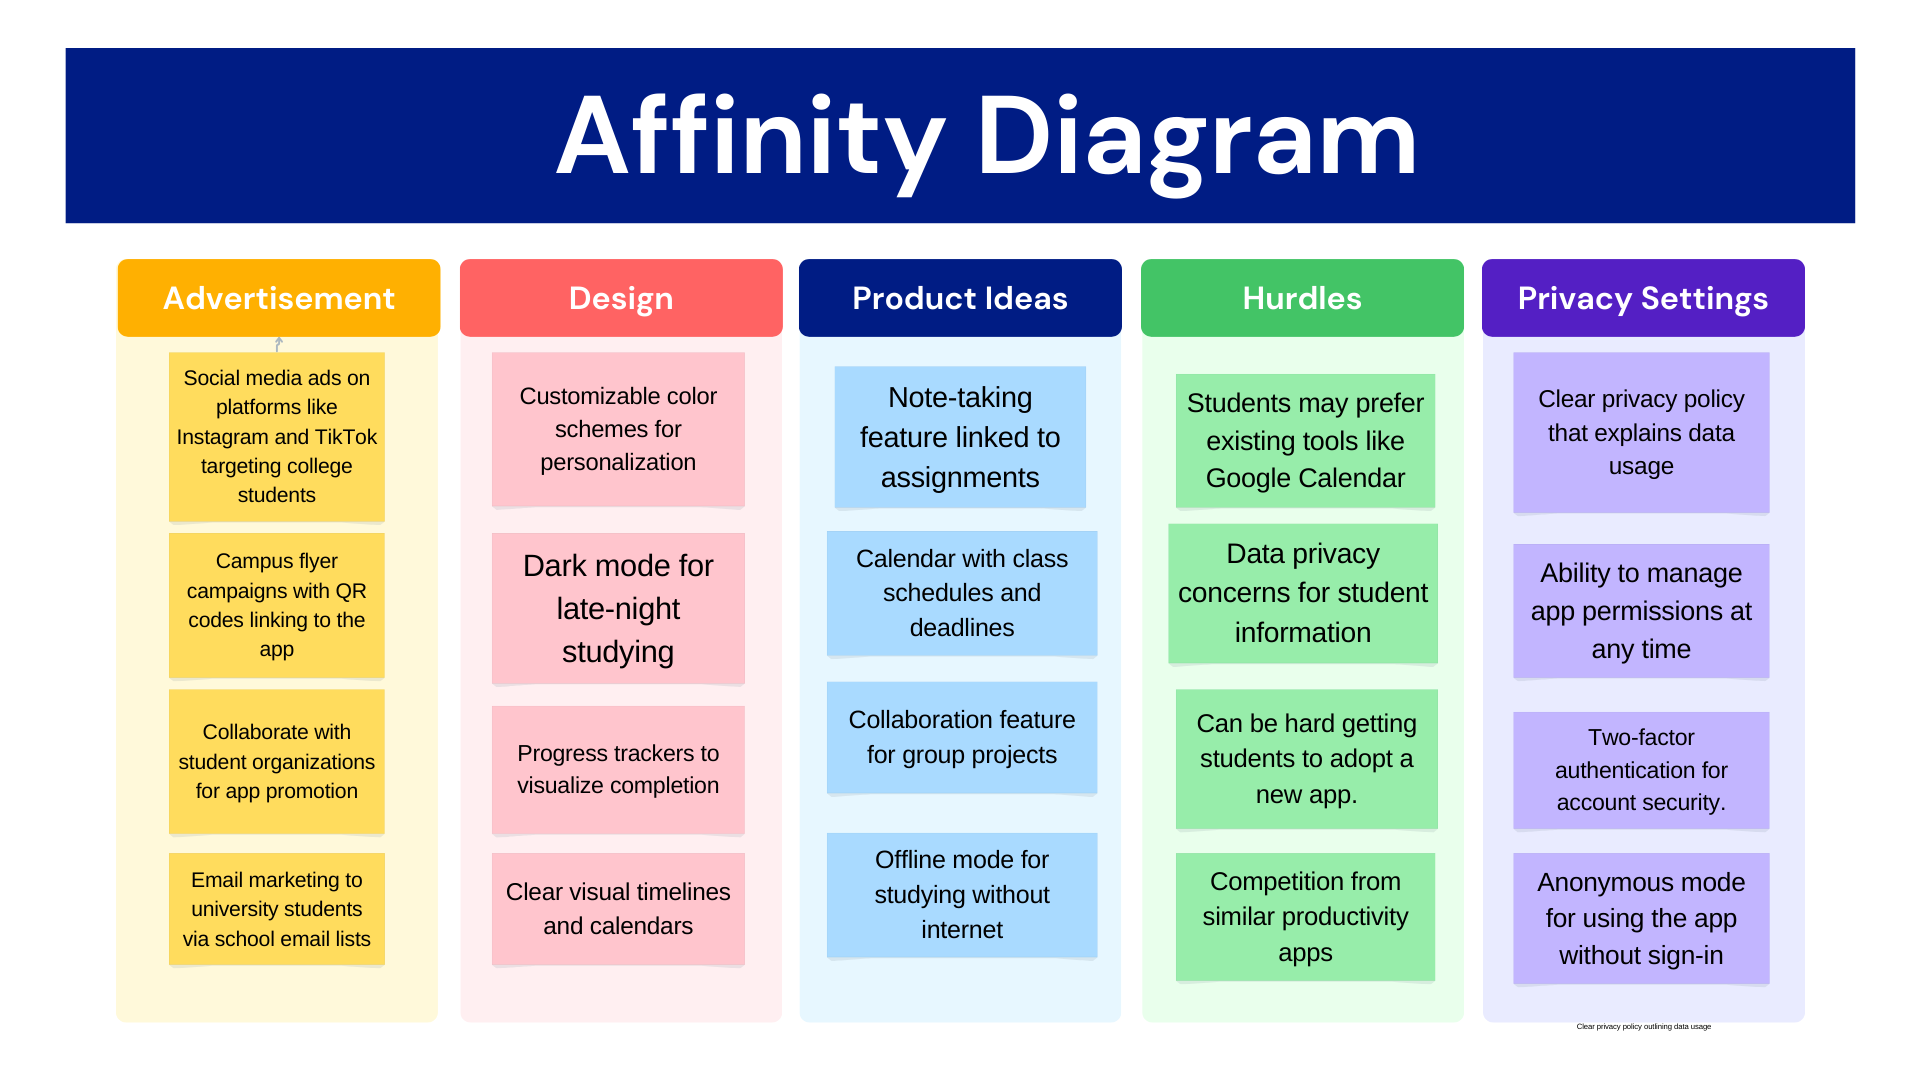 Affinity Diagram
Advertisement
Social media ads on
platforms like
Instagram and TikTok
targeting college
students
Campus flyer
campaigns with QR
codes linking to the
app
Collaborate with
student organizations
for app promotion
Email marketing to
university students
via school email lists
Design
Customizable color
schemes for
personalization
Dark mode for
late-night
studying
Progress trackers to
visualize completion
Clear visual timelines
and calendars
Product Ideas
Note-taking
feature linked to
assignments
Calendar with class
schedules and
deadlines
Collaboration feature
for group projects
Offline mode for
studying without
internet
Hurdles
Students may prefer
existing tools like
Google Calendar
Data privacy
concerns for student
information
Can be hard getting
students to adopt a
new app.
Competition from
similar productivity
apps
Privacy Settings
Clear privacy policy
that explains data
usage
Ability to manage
app permissions at
any time
Two-factor
authentication for
account security.
Anonymous mode
for using the app
without sign-in
Clear privacy policy outlining data usage